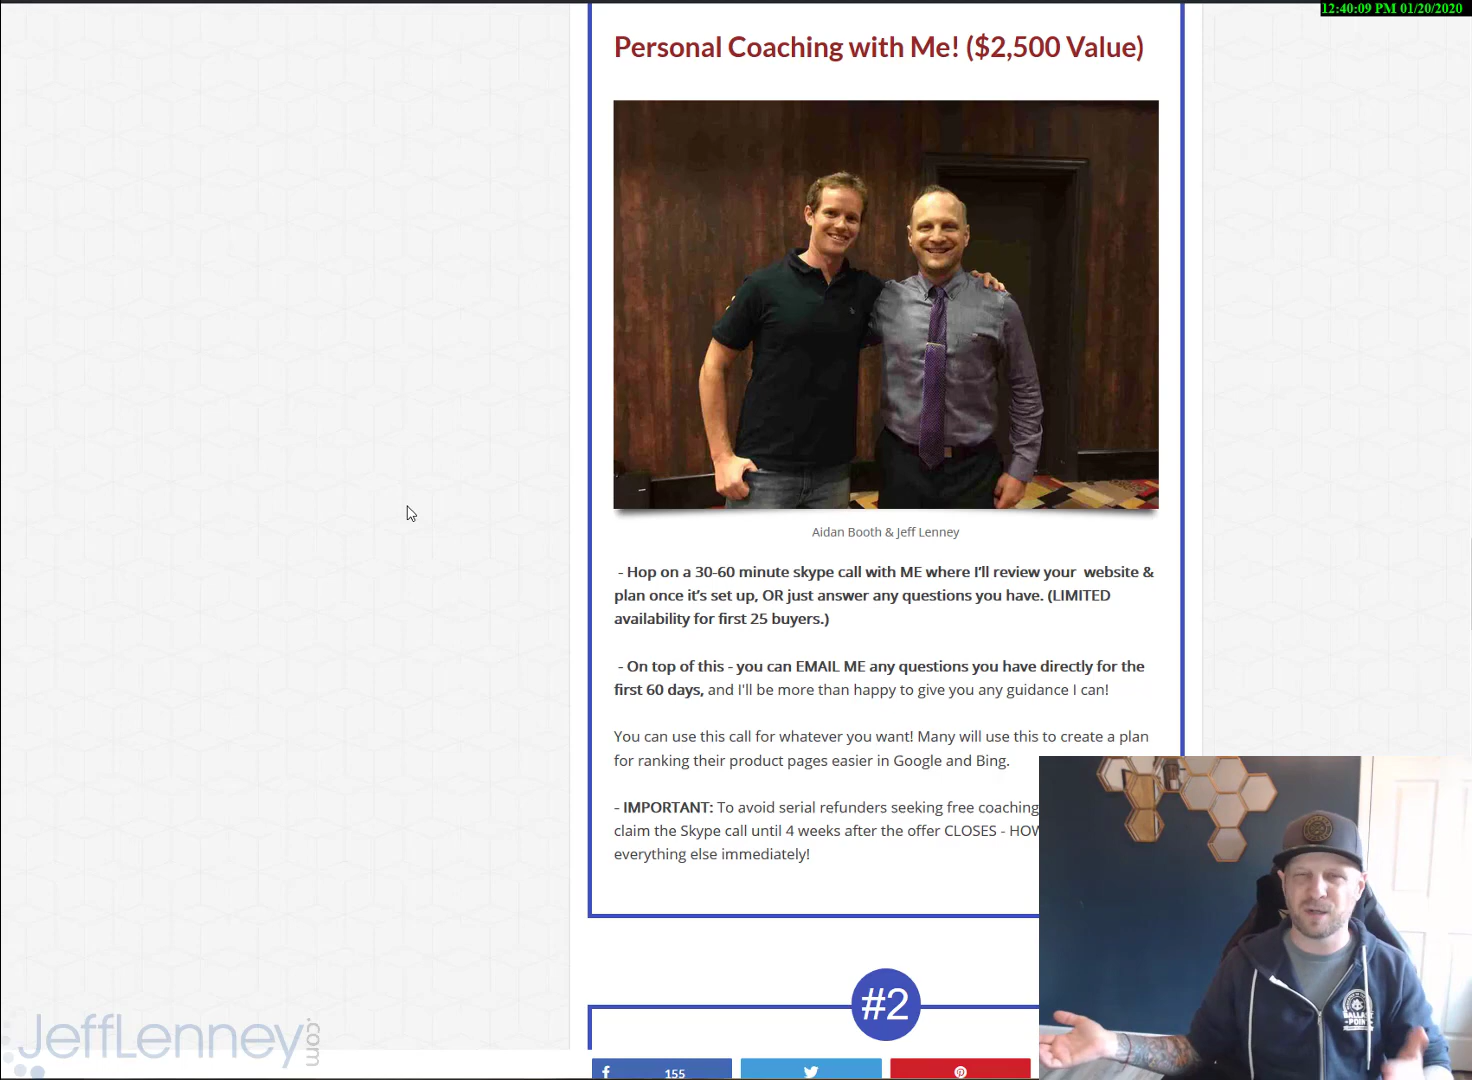 12:40:09 PM 01/20/2020
Personal Coaching with Me! ($2,500 Value)
Aidan Booth & Jeff Lenney
- Hop on a 30-60 minute skype call with ME where I'll review your website &
plan once it's set up, OR just answer any questions you have. (LIMITED
availability for first 25 buyers.)
- On top of this - you can EMAIL ME any questions you have directly for the
first 60 days, and I'll be more than happy to give you any guidance I can!
You can use this call for whatever you want! Many will use this to create a plan
for ranking their product pages easier in Google and Bing.
- IMPORTANT: To avoid serial refunders seeking free coaching
claim the Skype call until 4 weeks after the offer CLOSES - HOW
everything else immediately!
#2
155
JeffLenney.com
BALLAST
POINT